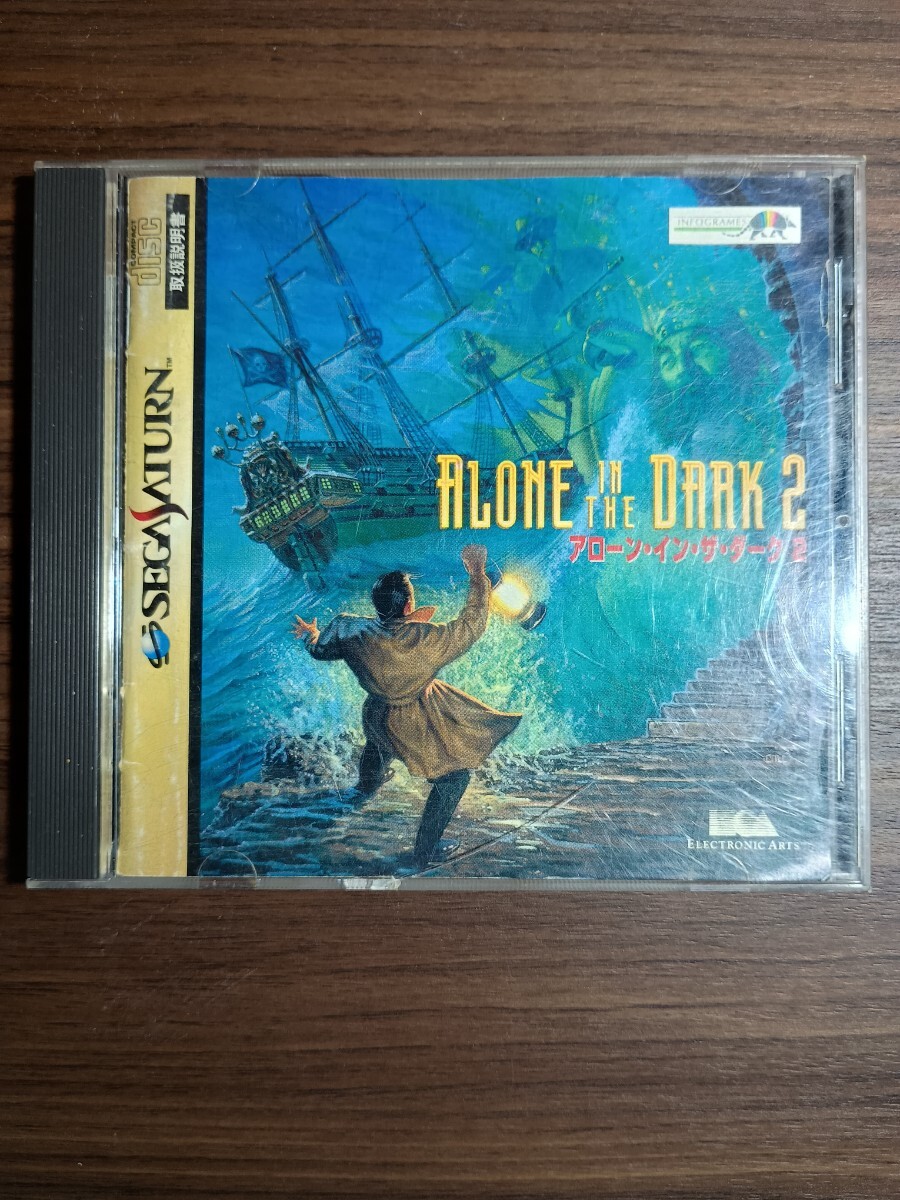 COMPACT
disc
取扱説明書
SEGA SATURN™
INFOGRAMES
ALONE IN THE DARK 2
アローン・イン・ザ・ダーク 2
ELECTRONIC ARTS